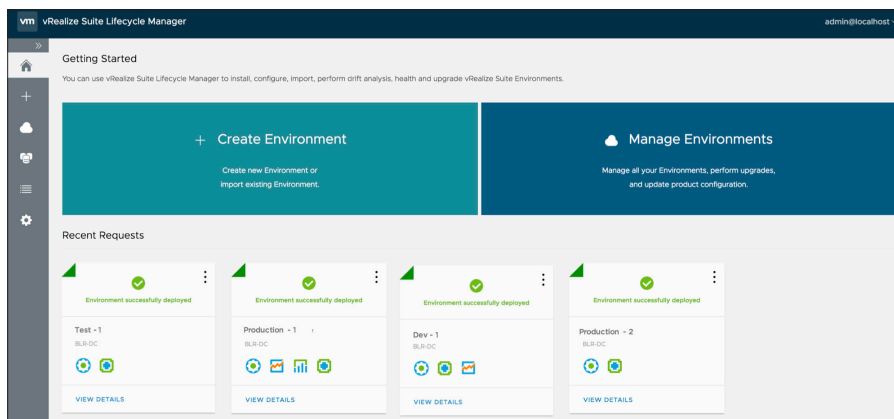 vm vRealize Suite Lifecycle Manager
admin@localhost
Getting Started
You can use vRealize Suite Lifecycle Manager to install, configure, import, perform drift analysis, health and upgrade vRealize Suite Environments.
Create Environment
Create new Environment or
import existing Environment.
Manage Environments
Manage all your Environments, perform upgrades,
and update product configuration.
Recent Requests
Environment successfully deployed
Test - 1
BLR-DC
VIEW DETAILS
Environment successfully deployed
Production - 1
BLR-DC
VIEW DETAILS
Environment successfully deployed
Dev - 1
BLR-DC
VIEW DETAILS
Environment successfully deployed
Production - 2
BLR-DC
VIEW DETAILS